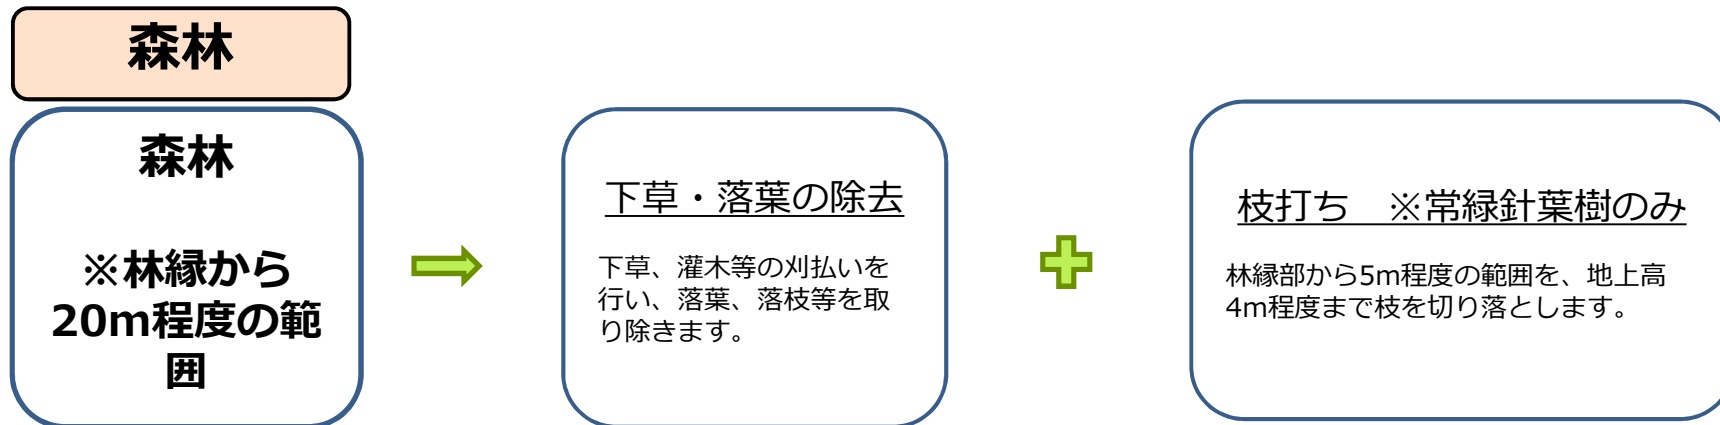 森林
森林
※林縁から
20m程度の範
囲
下草・落葉の除去
下草、灌木等の刈払いを
行い、落葉、落枝等を取
り除きます。
枝打ち　※常緑針葉樹のみ
林縁部から5m程度の範囲を、地上高
4m程度まで枝を切り落とします。